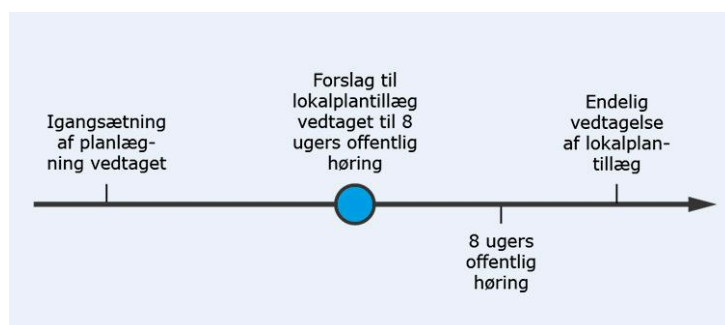 Igangsætning
af planlæg-
ning vedtaget
Forslag til
lokalplantillæg
vedtaget til 8
ugers offentlig
høring
8 ugers
offentlig
høring
Endelig
vedtagelse
af lokalplan-
tillæg